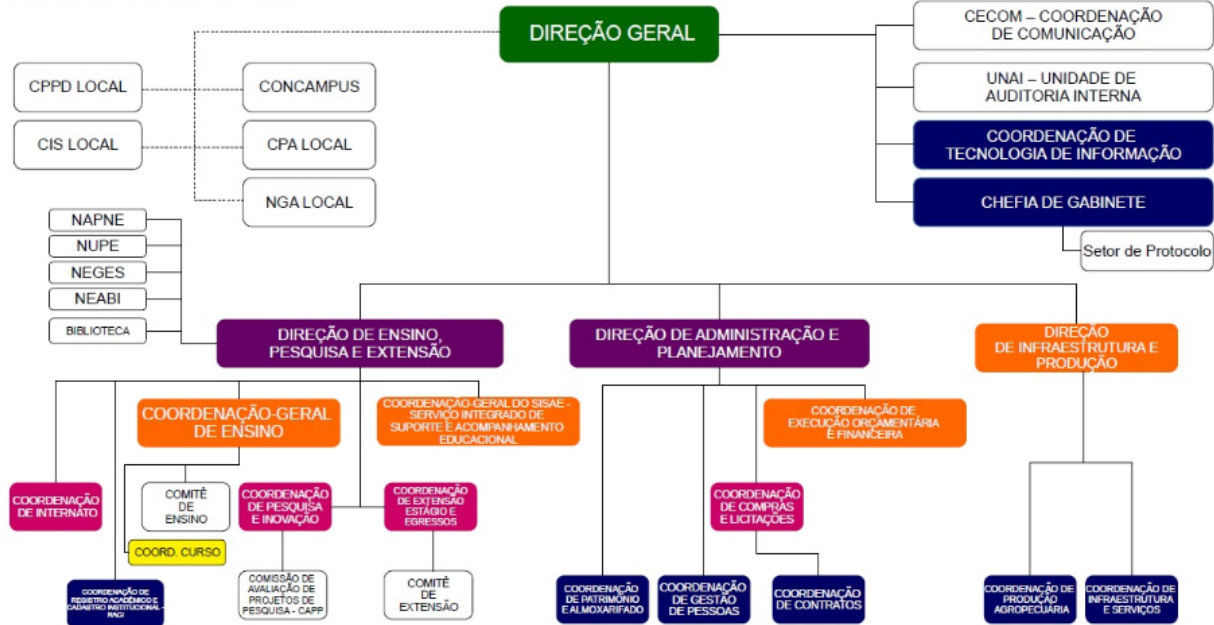 DIREÇÃO GERAL
CECOM – COORDENAÇÃO
DE COMUNICAÇÃO
UNAI – UNIDADE DE
AUDITORIA INTERNA
COORDENAÇÃO DE
TECNOLOGIA DE INFORMAÇÃO
CHEFIA DE GABINETE
Setor de Protocolo
CPPD LOCAL
CONCAMPUS
CIS LOCAL
CPA LOCAL
NGA LOCAL
NAPNE
NUPE
NEGES
NEABI
BIBLIOTECA
DIREÇÃO DE ENSINO,
PESQUISA E EXTENSÃO
DIREÇÃO DE ADMINISTRAÇÃO E
PLANEJAMENTO
DIREÇÃO
DE INFRAESTRUTURA E
PRODUÇÃO
COORDENAÇÃO-GERAL
DE ENSINO
COORDENAÇÃO-GERAL DO SISAE -
SERVIÇO INTEGRADO DE
SUPORTE E ACOMPANHAMENTO
EDUCACIONAL
COORDENAÇÃO DE
EXECUÇÃO ORÇAMENTÁRIA
E FINANCEIRA
COORDENAÇÃO
DE INTERNATO
COMITÊ
DE
ENSINO
COORDENAÇÃO
DE PESQUISA
E INOVAÇÃO
COORDENAÇÃO
DE EXTENSÃO
ESTÁGIO E
EGRESSOS
COORDENAÇÃO
DE COMPRAS
E LICITAÇÕES
COORD. CURSO
COORDENAÇÃO DE
REGISTRO ACADÊMICO E
CADASTRO INSTITUCIONAL -
RACI
COMISSÃO DE
AVALIAÇÃO DE
PROJETOS DE
PESQUISA - CAPP
COMITÊ
DE
EXTENSÃO
COORDENAÇÃO
DE PATRIMÔNIO
E ALMOXARIFADO
COORDENAÇÃO
DE GESTÃO
DE PESSOAS
COORDENAÇÃO
DE CONTRATOS
COORDENAÇÃO DE
PRODUÇÃO
AGROPECUÁRIA
COORDENAÇÃO DE
INFRAESTRUTURA
E SERVIÇOS